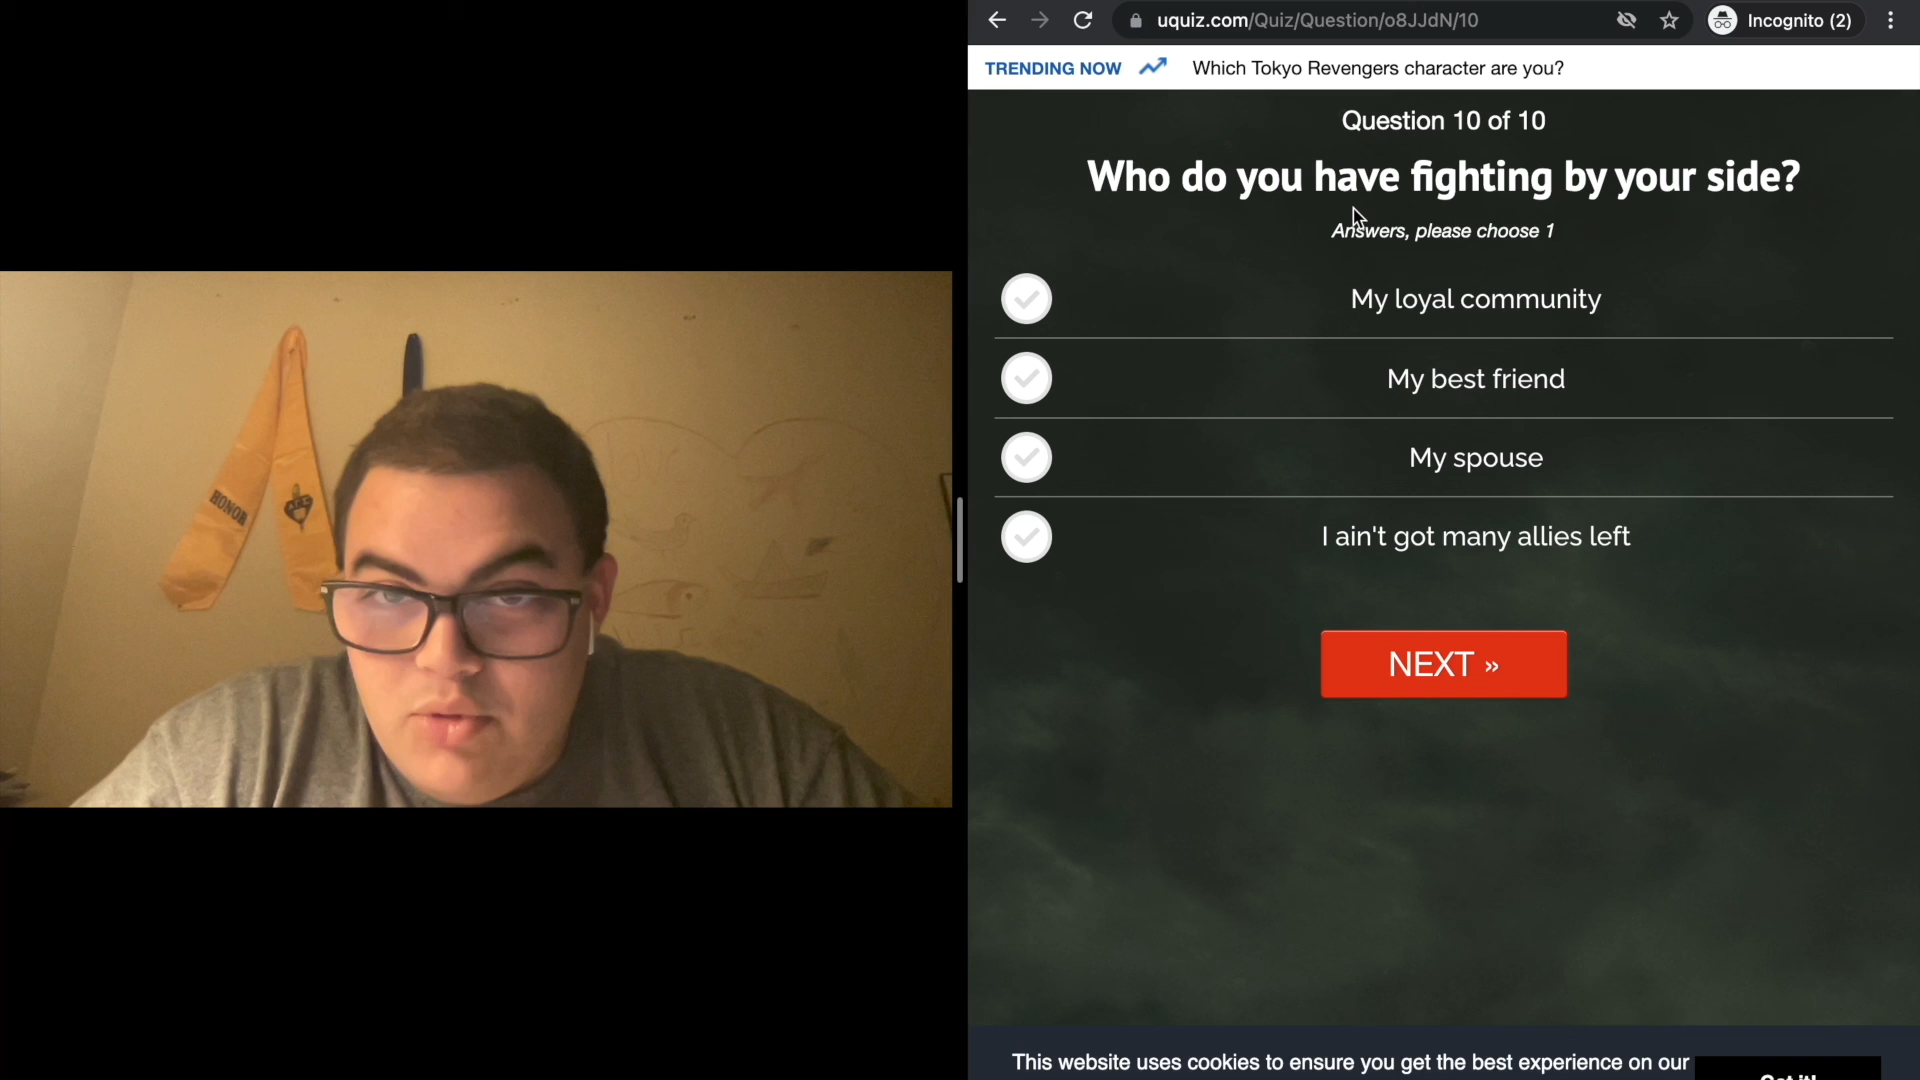 uquiz.com/Quiz/Question/o8JJdN/10
Incognito (2)
TRENDING NOW
Which Tokyo Revengers character are you?
Question 10 of 10
Who do you have fighting by your side?
Answers, please choose 1
My loyal community
My best friend
My spouse
I ain't got many allies left
NEXT »
This website uses cookies to ensure you get the best experience on our
Got it!
HONOR